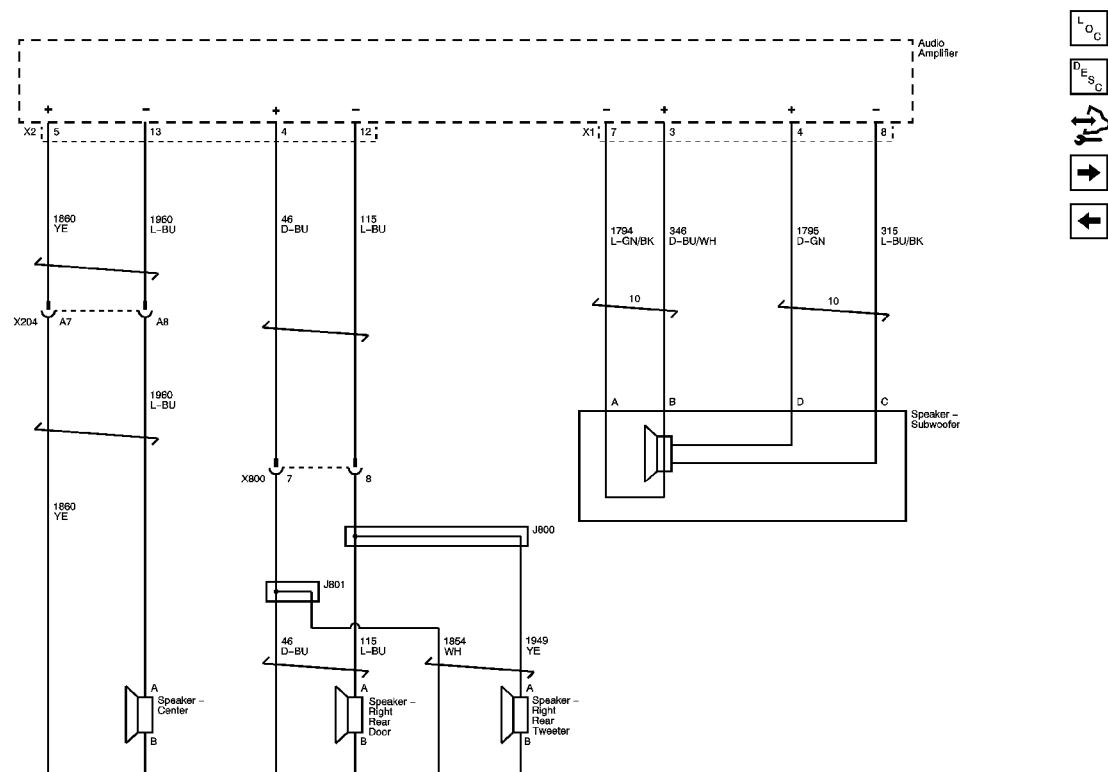 L O C
Audio
Amplifier
D E S C
+ − + − − + + −
X2 5 13 4 12 X1 7 3 4 8
1860
YE
1960
L-BU
46
D-BU
115
L-BU
1794
L-GN/BK
346
D-BU/WH
1795
D-GN
315
L-BU/BK
10 10
X204 A7 A8
1960
L-BU
A B D C
Speaker –
Subwoofer
X800 7 8
1860
YE
J800
J801
46
D-BU
115
L-BU
1854
WH
1949
YE
A A A
Speaker –
Center
Speaker –
Right
Rear
Door
Speaker –
Right
Rear
Tweeter
B B B